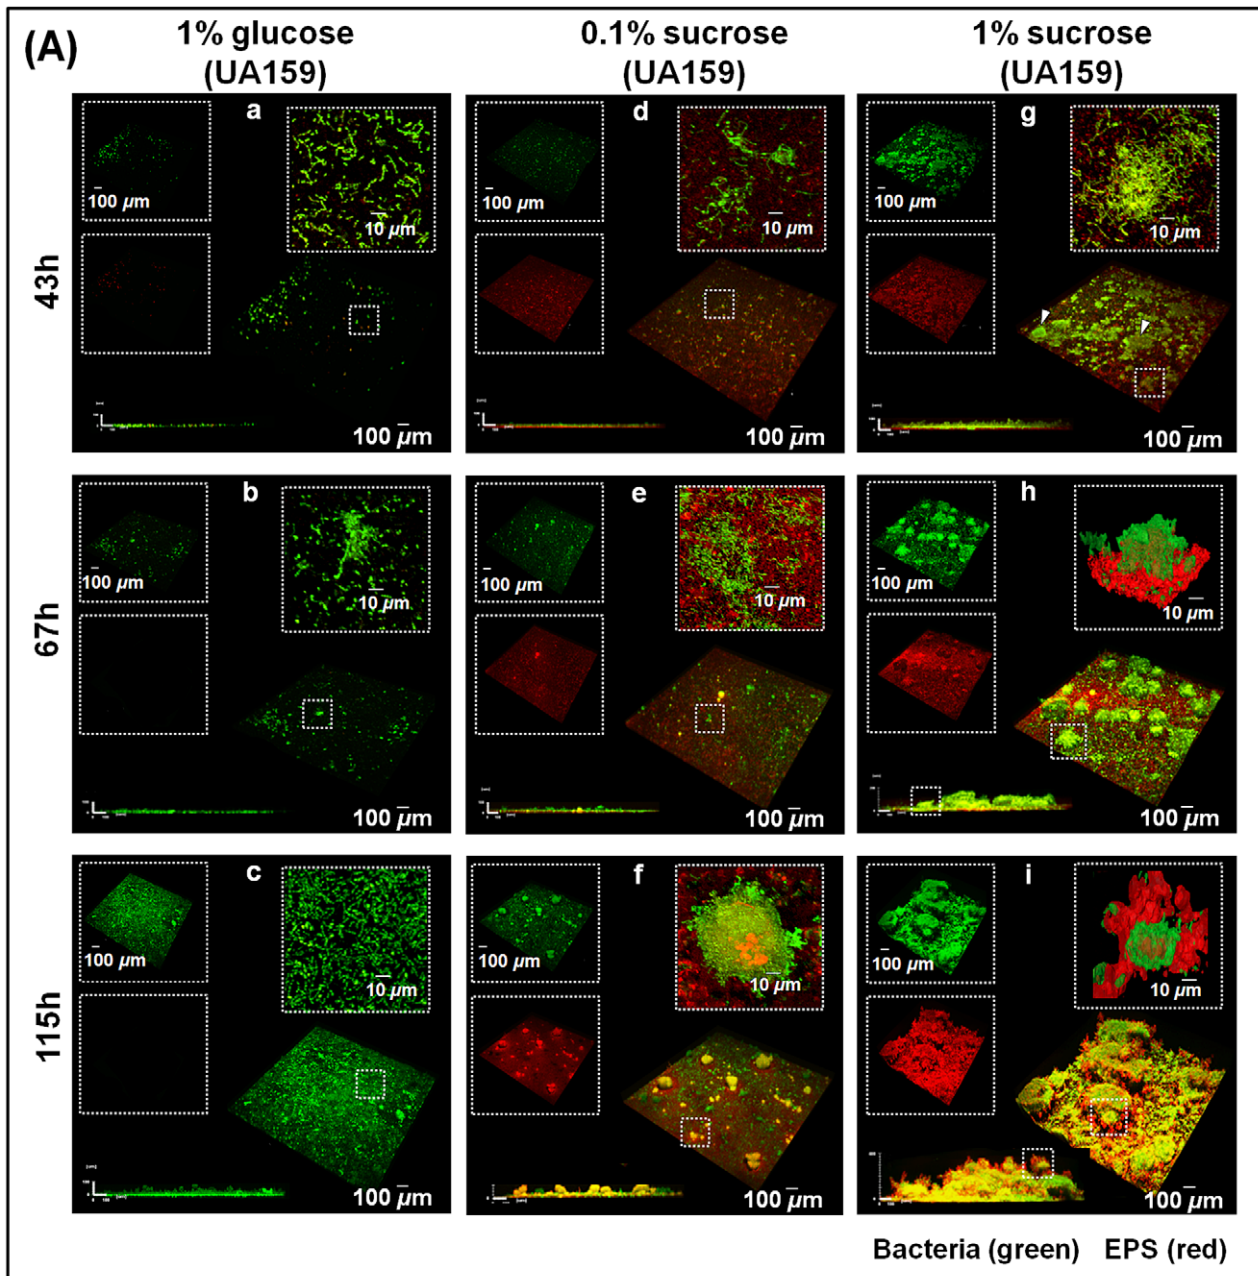 (A)
1% glucose
(UA159)
0.1% sucrose
(UA159)
1% sucrose
(UA159)
43h
a
100 µm
10 µm
100 µm
d
100 µm
10 µm
100 µm
g
100 µm
10 µm
100 µm
67h
b
100 µm
10 µm
100 µm
e
100 µm
10 µm
100 µm
h
100 µm
10 µm
100 µm
115h
c
100 µm
10 µm
100 µm
f
100 µm
10 µm
100 µm
i
100 µm
10 µm
100 µm
Bacteria (green) EPS (red)